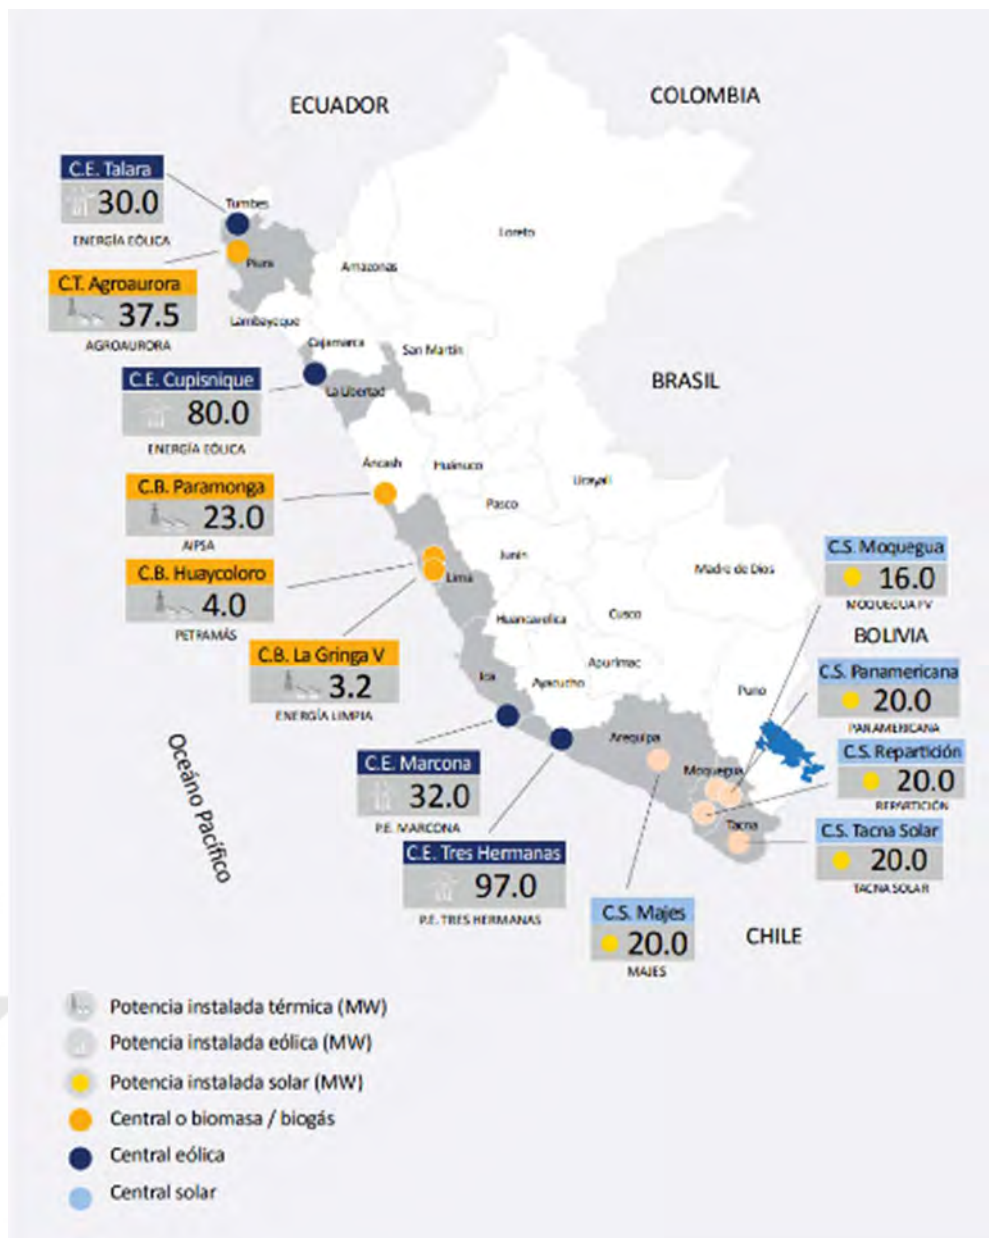 ECUADOR
COLOMBIA
C.E. Talara
30.0
ENERGÍA EÓLICA
Tumbes
Loreto
Piura
Amazonas
C.T. Agroaurora
37.5
AGROAURORA
Lambayeque
Cajamarca
San Martín
C.E. Cupisnique
80.0
ENERGÍA EÓLICA
La Libertad
BRASIL
Áncash
Huánuco
Ucayali
C.B. Paramonga
23.0
AIPSA
Pasco
C.B. Huaycoloro
4.0
PETRAMÁS
Junín
Lima
Madre de Dios
C.S. Moquegua
16.0
MOQUEGUA PV
Huancavelica
Cusco
BOLIVIA
C.B. La Gringa V
3.2
ENERGÍA LIMPIA
Ica
Ayacucho
Apurímac
Puno
C.S. Panamericana
20.0
PANAMERICANA
Oceáno Pacífico
Arequipa
Moquegua
C.S. Repartición
20.0
REPARTICIÓN
C.E. Marcona
32.0
P.E. MARCONA
Tacna
C.S. Tacna Solar
20.0
TACNA SOLAR
C.E. Tres Hermanas
97.0
P.E. TRES HERMANAS
C.S. Majes
20.0
MAJES
CHILE
Potencia instalada térmica (MW)
Potencia instalada eólica (MW)
Potencia instalada solar (MW)
Central o biomasa / biogás
Central eólica
Central solar